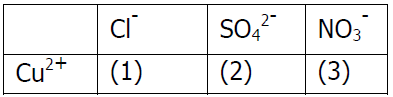 Cl⁻ SO₄²⁻ NO₃⁻
Cu²⁺ (1) (2) (3)